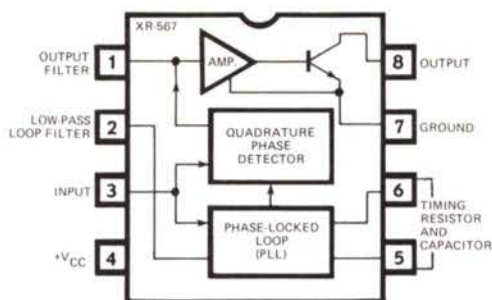 XR 567
OUTPUT
FILTER
1
AMP.
8
OUTPUT
LOW-PASS
LOOP FILTER
2
QUADRATURE
PHASE
DETECTOR
7
GROUND
INPUT
3
6
TIMING
RESISTOR
AND
CAPACITOR
+VCC
4
PHASE-LOCKED
LOOP
(PLL)
5